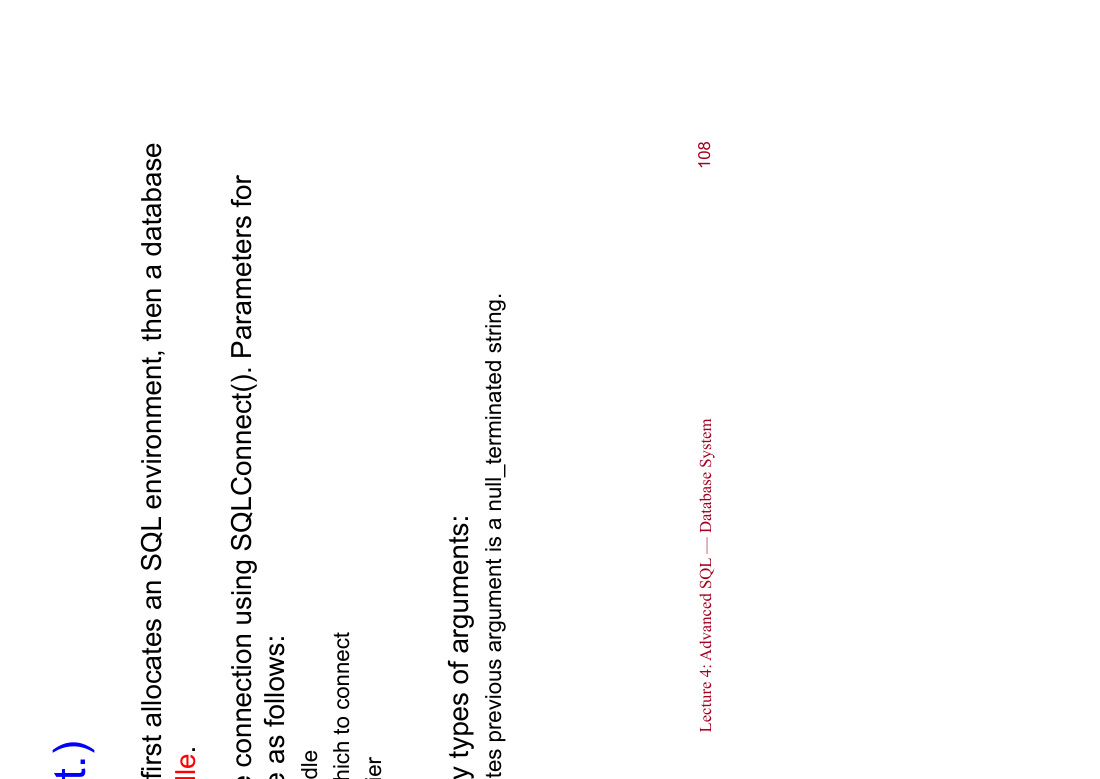 t.)
first allocates an SQL environment, then a database
lle.
e connection using SQLConnect(). Parameters for
e as follows:
dle
hich to connect
ier
y types of arguments:
tes previous argument is a null_terminated string.
Lecture 4: Advanced SQL — Database System
108